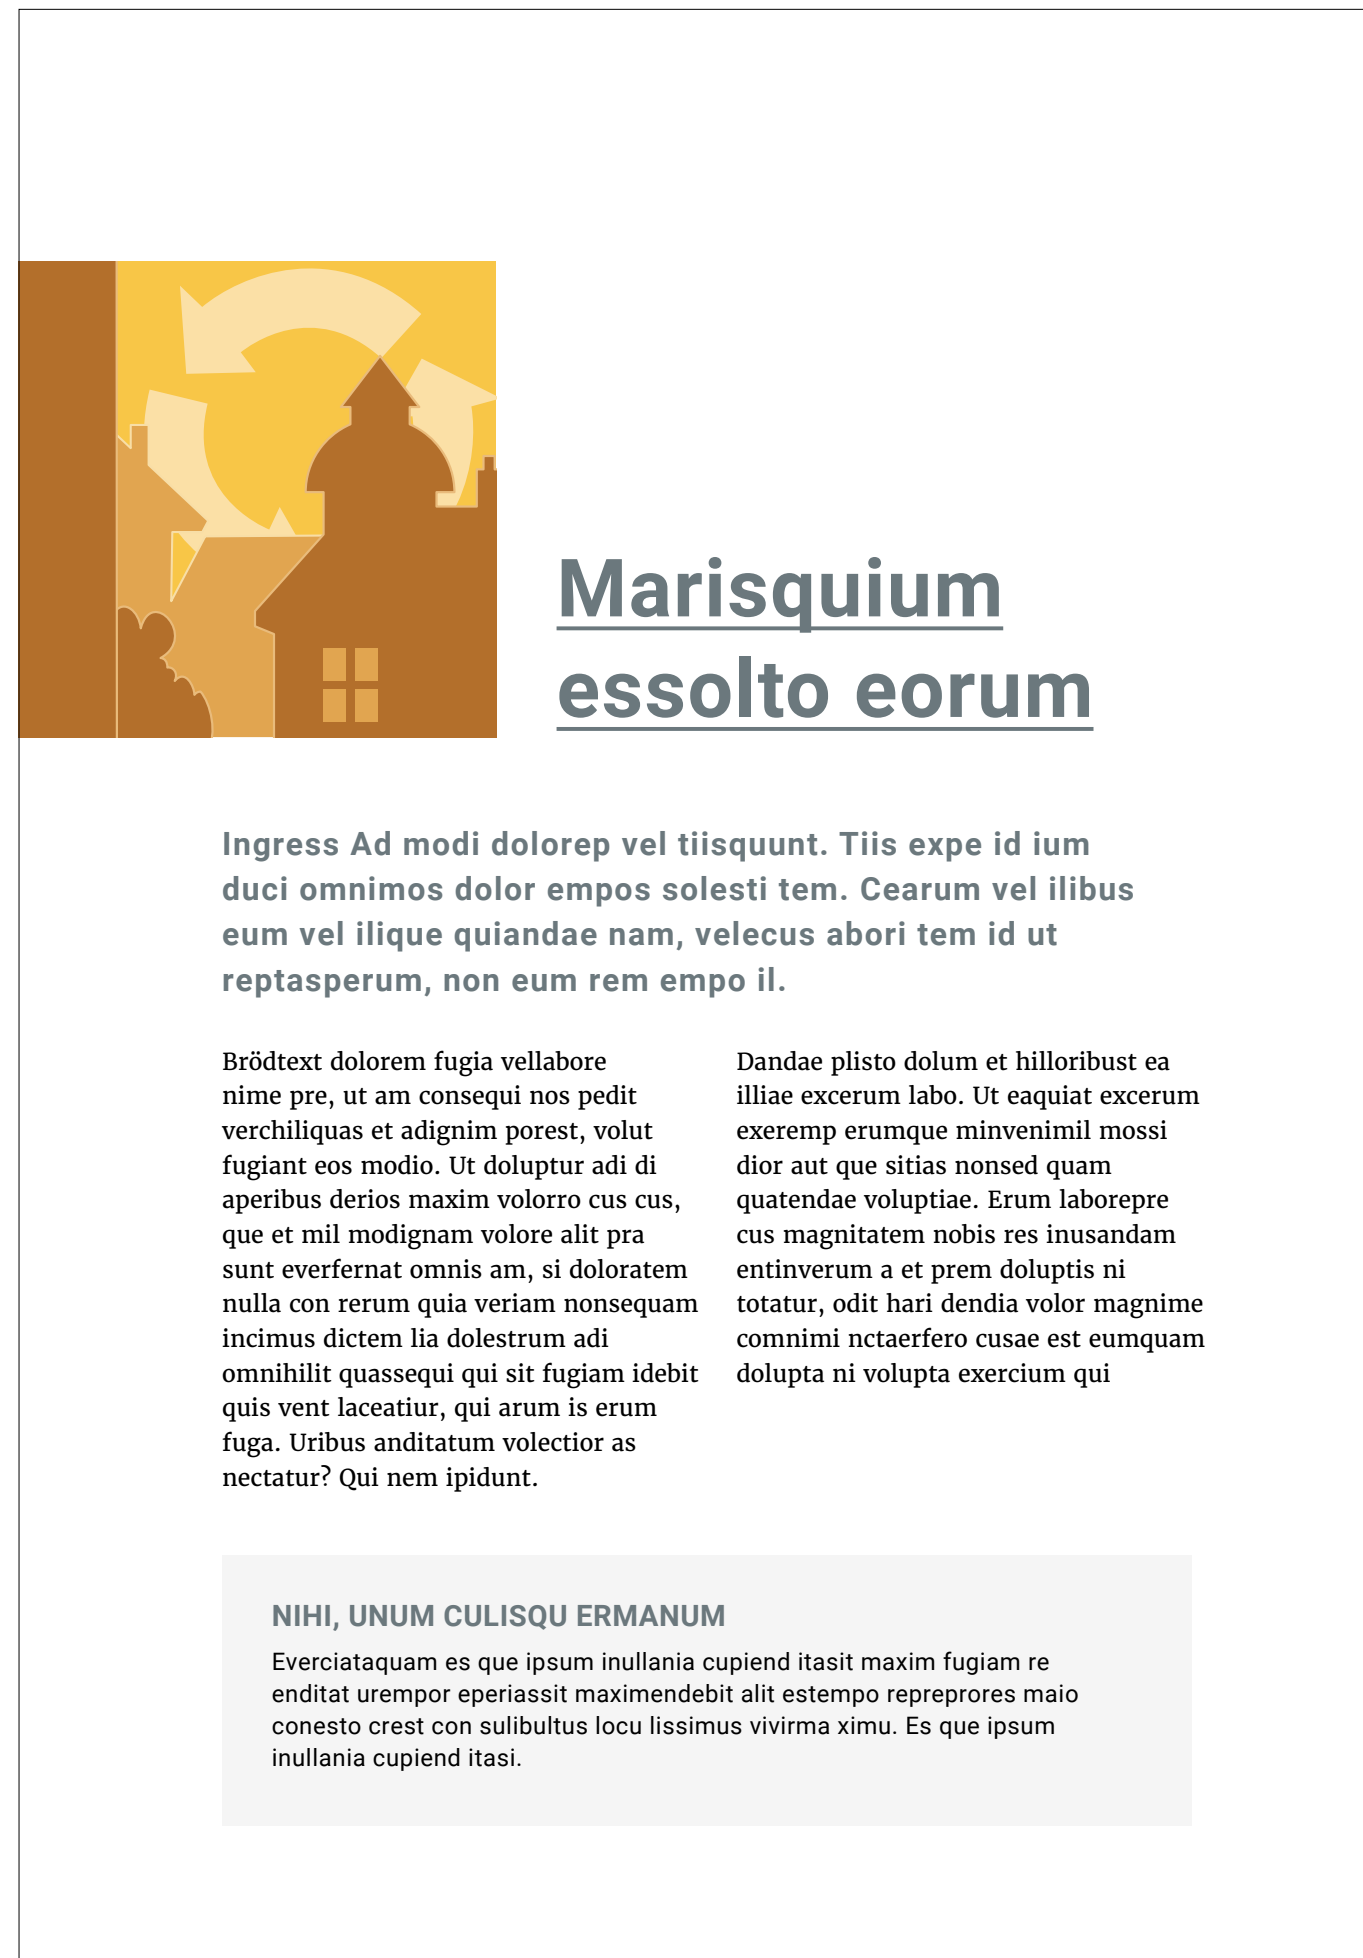 Marisquium
essolto eorum
Ingress Ad modi dolorep vel tiisquunt. Tiis expe id ium
duci omnimos dolor empos solesti tem. Cearum vel ilibus
eum vel ilique quiandae nam, velecus abori tem id ut
reptasperum, non eum rem empo il.
Brödtext dolorem fugia vellabore
nime pre, ut am consequi nos pedit
verchiliquas et adignim porest, volut
fugiant eos modio. Ut doluptur adi di
aperibus derios maxim volorro cus cus,
que et mil modignam volore alit pra
sunt everfernat omnis am, si doloratem
nulla con rerum quia veriam nonsequam
incimus dictem lia dolestrum adi
omnihilit quassequi qui sit fugiam idebit
quis vent laceatiur, qui arum is erum
fuga. Uribus anditatum volectior as
nectatur? Qui nem ipidunt.
Dandae plisto dolum et hilloribust ea
illiae excerum labo. Ut eaquiat excerum
exeremp erumque minvenimil mossi
dior aut que sitias nonsed quam
quatendae voluptiae. Erum laborepre
cus magnitatem nobis res inusandam
entinverum a et prem doluptis ni
totatur, odit hari dendia volor magnime
comnimi nctaerfero cusae est eumquam
dolupta ni volupta exercium qui
NIHI, UNUM CULISQU ERMANUM
Everciataquam es que ipsum inullania cupiend itasit maxim fugiam re
enditat urempor eperiassit maximendebit alit estempo repreprores maio
conesto crest con sulibultus locu lissimus vivirma ximu. Es que ipsum
inullania cupiend itasi.